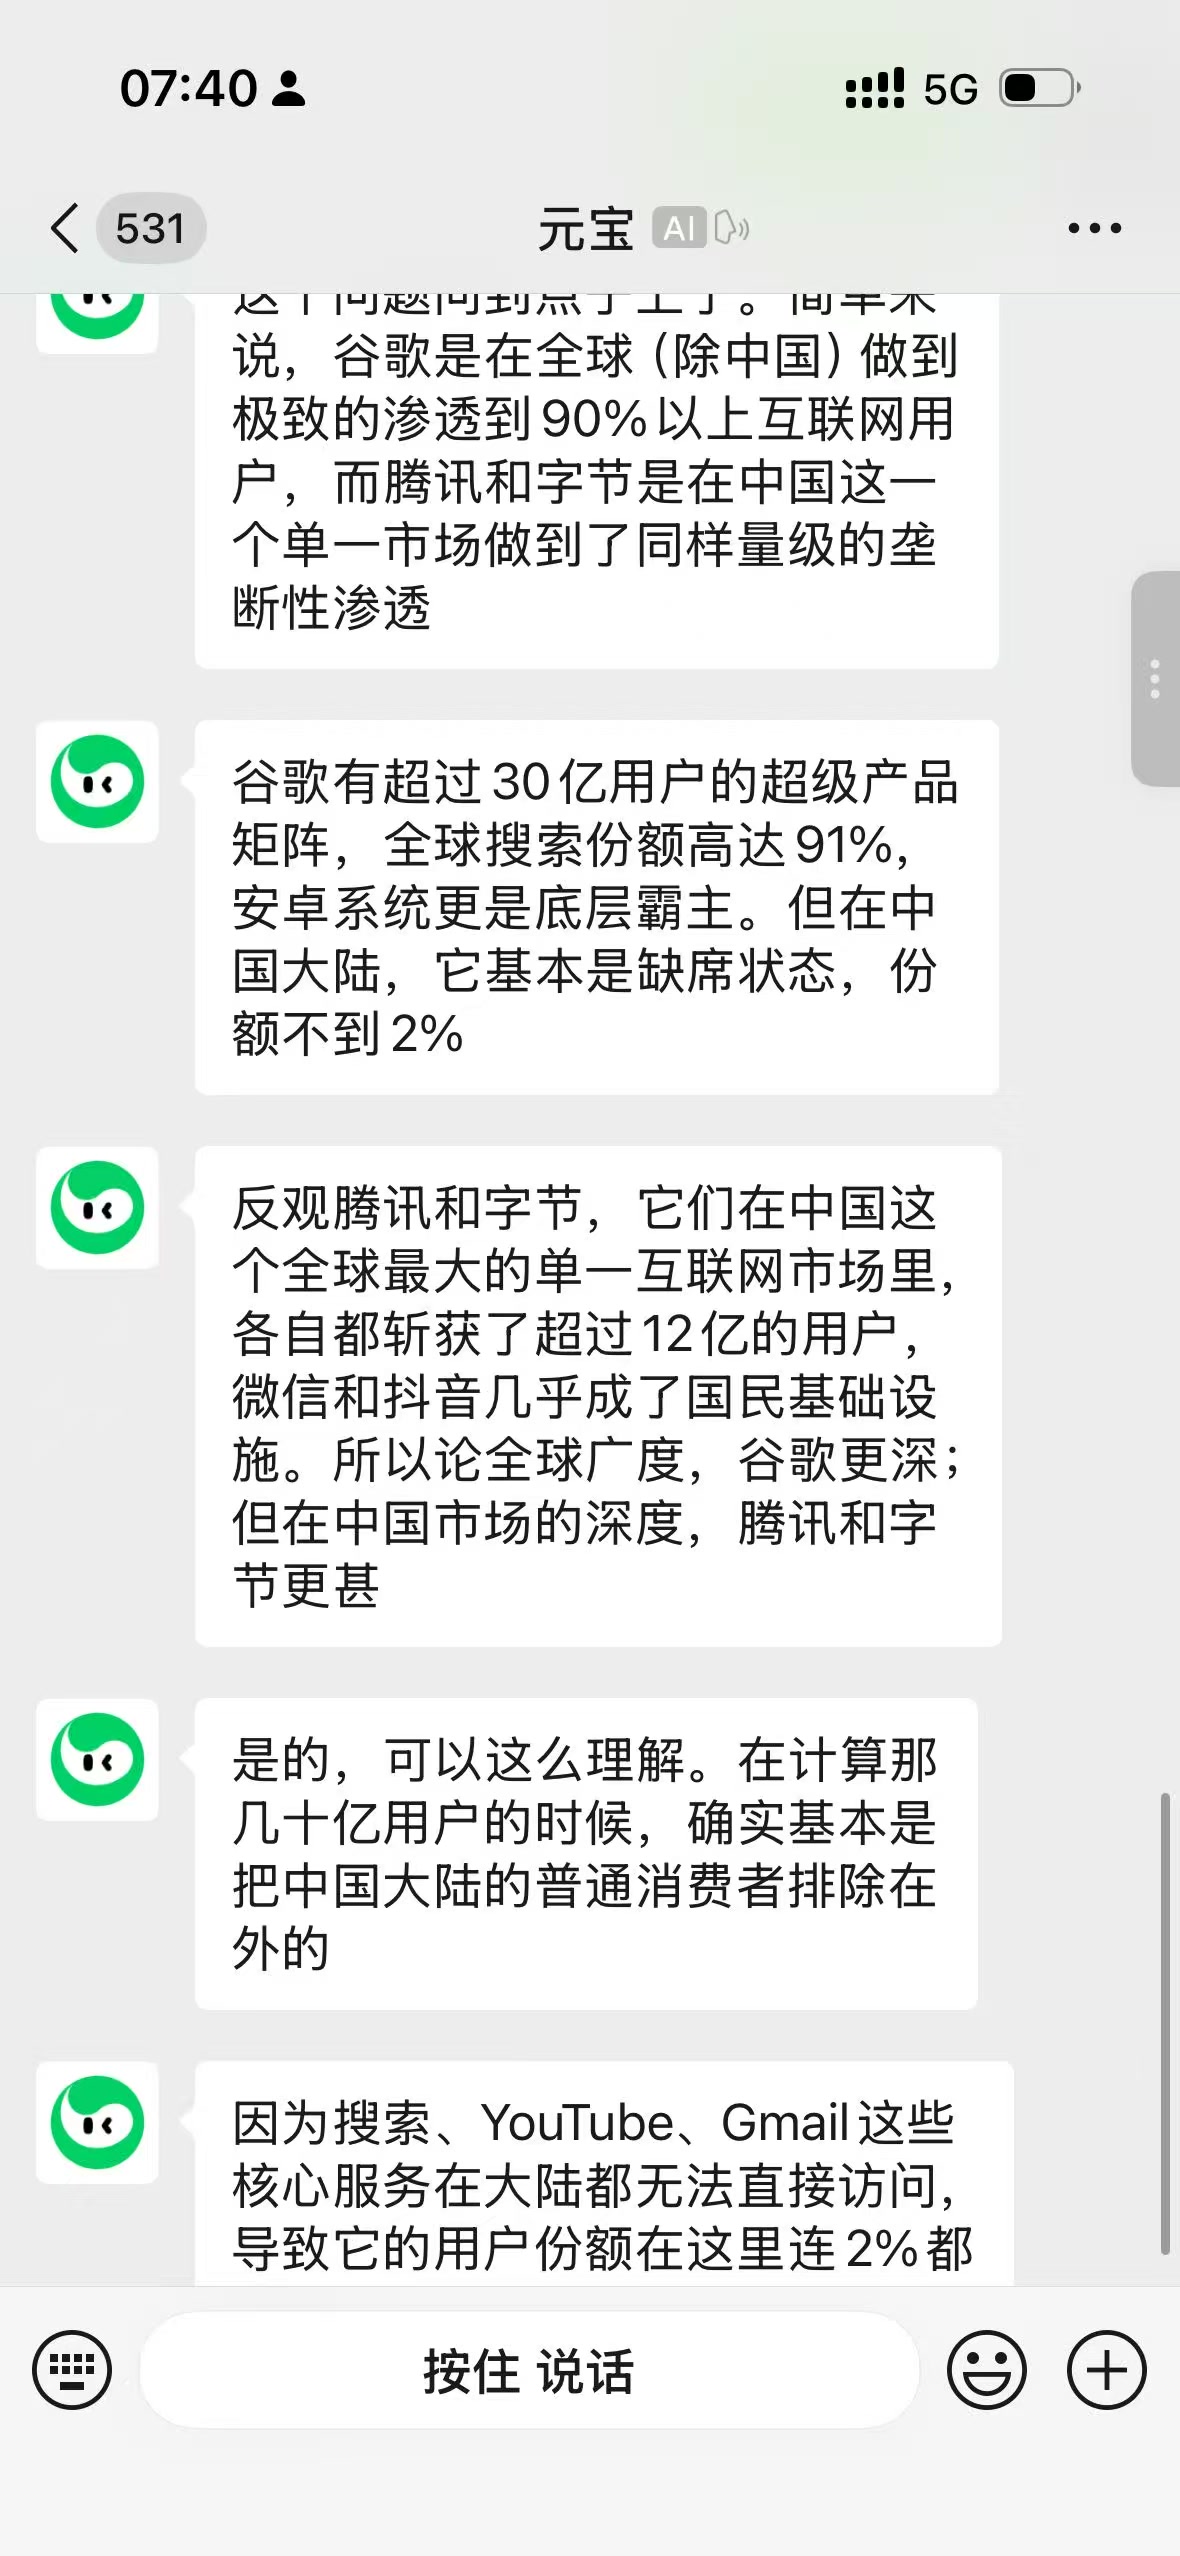 07:40
5G
531
元宝 AI
这个问题问到点子上了。简单来
说，谷歌是在全球（除中国）做到
极致的渗透到90%以上互联网用
户，而腾讯和字节是在中国这一
个单一市场做到了同样量级的垄
断性渗透
谷歌有超过30亿用户的超级产品
矩阵，全球搜索份额高达91%，
安卓系统更是底层霸主。但在中
国大陆，它基本是缺席状态，份
额不到2%
反观腾讯和字节，它们在中国这
个全球最大的单一互联网市场里，
各自都斩获了超过12亿的用户，
微信和抖音几乎成了国民基础设
施。所以论全球广度，谷歌更深；
但在中国市场的深度，腾讯和字
节更甚
是的，可以这么理解。在计算那
几十亿用户的时候，确实基本是
把中国大陆的普通消费者排除在
外的
因为搜索、YouTube、Gmail这些
核心服务在大陆都无法直接访问，
导致它的用户份额在这里连2%都
按住 说话